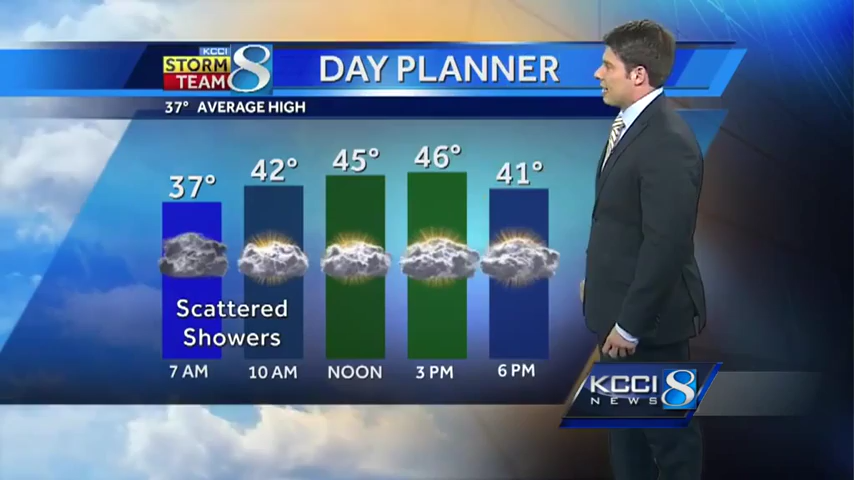 KCCI
STORM
TEAM 8
DAY PLANNER
37° AVERAGE HIGH
37° 42° 45° 46° 41°
Scattered
Showers
7 AM 10 AM NOON 3 PM 6 PM
KCCI 8
NEWS